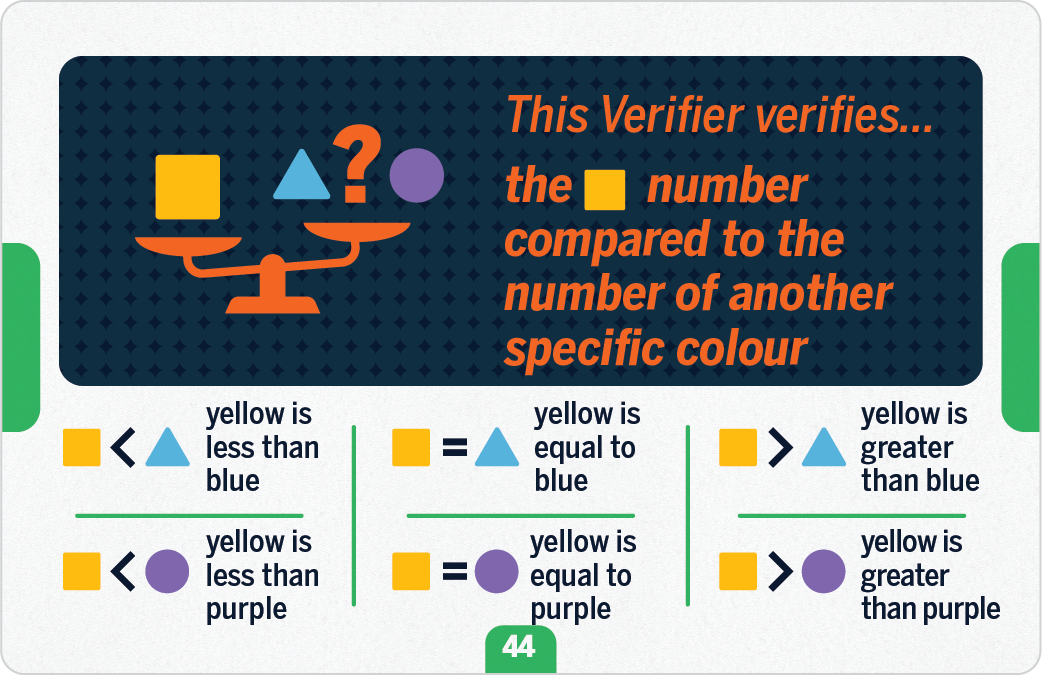 ?
This Verifier verifies...
the number
compared to the
number of another
specific colour
< yellow is
less than
blue
= yellow is
equal to
blue
> yellow is
greater
than blue
< yellow is
less than
purple
= yellow is
equal to
purple
> yellow is
greater
than purple
44